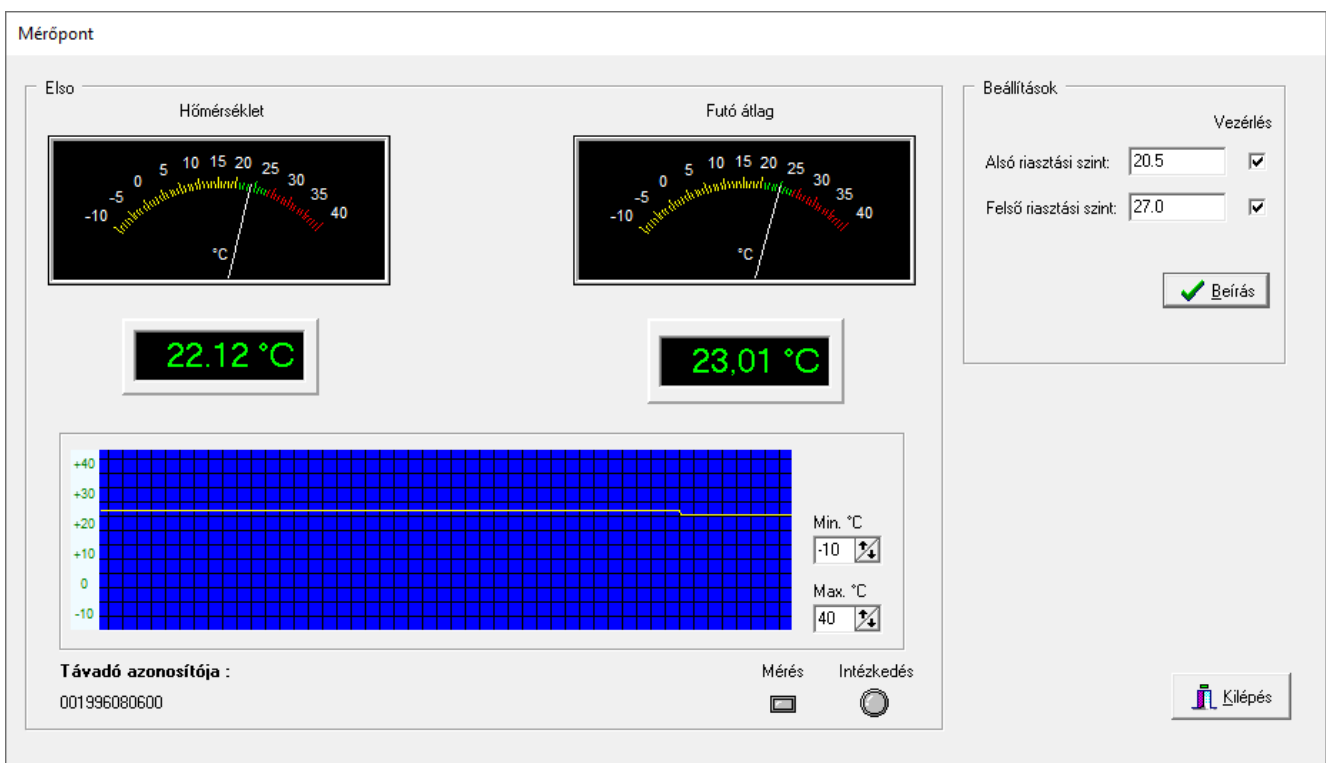 Mérőpont
Elso
Hőmérséklet
-10 -5 0 5 10 15 20 25 30 35 40
°C
22.12 °C
Futó átlag
-10 -5 0 5 10 15 20 25 30 35 40
°C
23,01 °C
+40
+30
+20
+10
0
-10
Min. °C
-10
Max. °C
40
Távadó azonosítója :
001996080600
Mérés
Intézkedés
Beállítások
Vezérlés
Alsó riasztási szint: 20.5
Felső riasztási szint: 27.0
Beírás
Kilépés